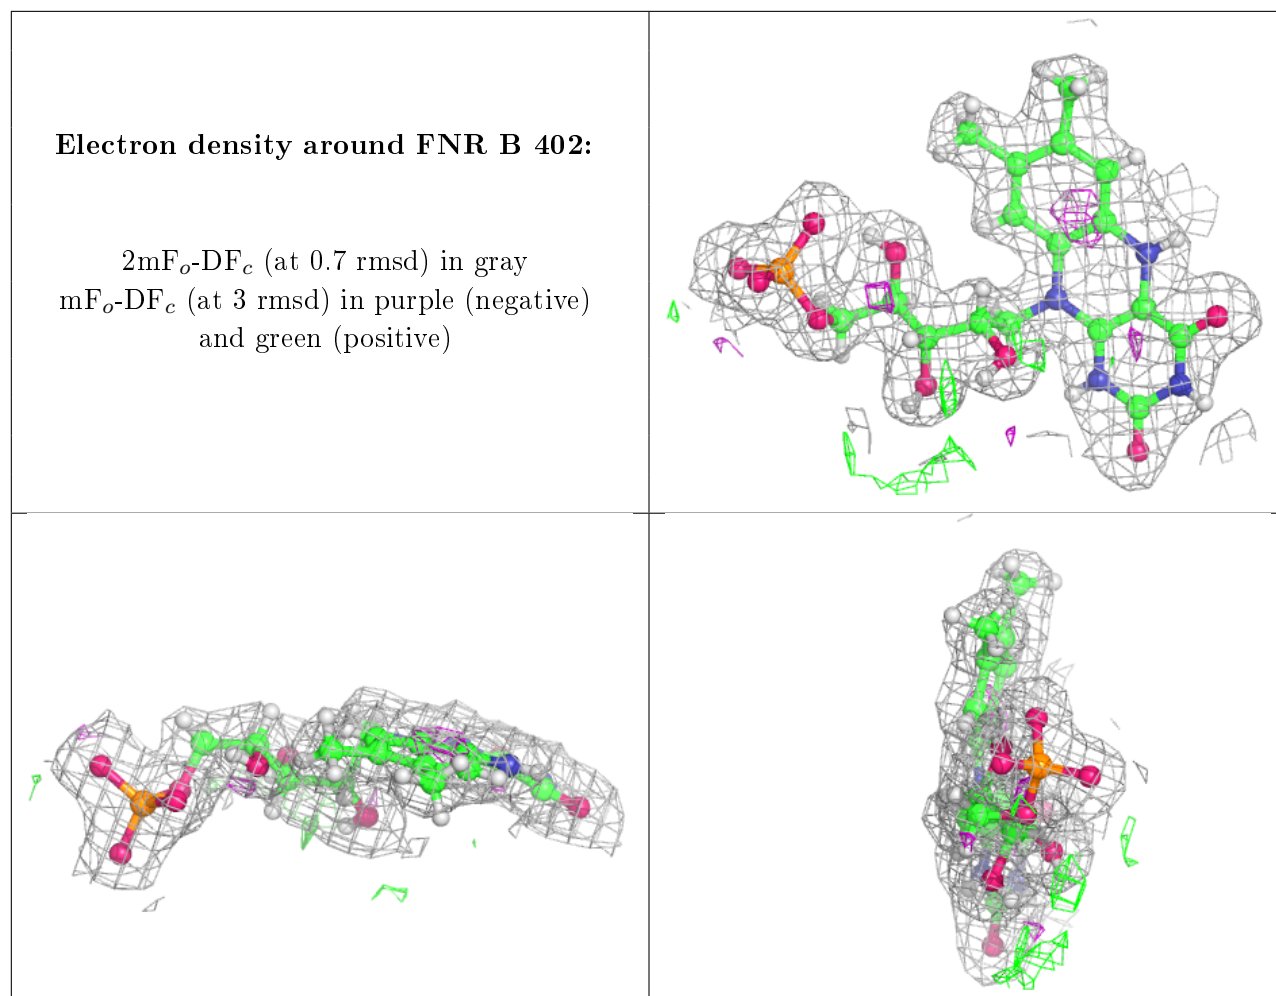 Electron density around FNR B 402:
2mFo-DFc (at 0.7 rmsd) in gray
mFo-DFc (at 3 rmsd) in purple (negative)
and green (positive)